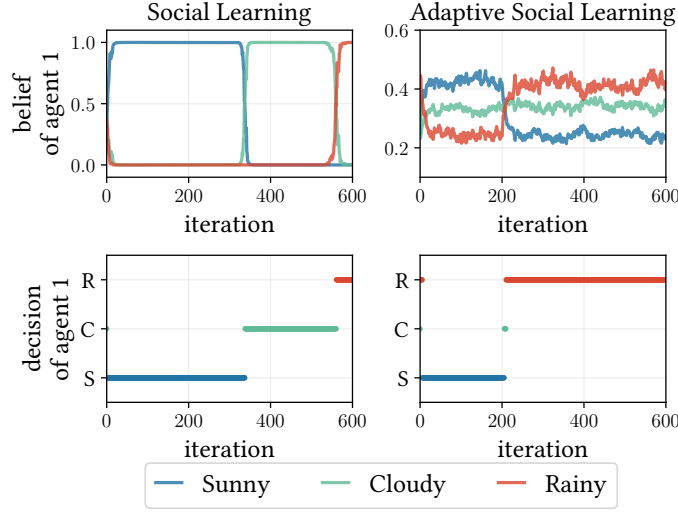 Social Learning
Adaptive Social Learning
belief
of agent 1
1.0
0.5
0.0
0
200
400
600
iteration
0.6
0.4
0.2
0
200
400
600
iteration
decision
of agent 1
R
C
S
0
200
400
600
iteration
R
C
S
0
200
400
600
iteration
Sunny
Cloudy
Rainy